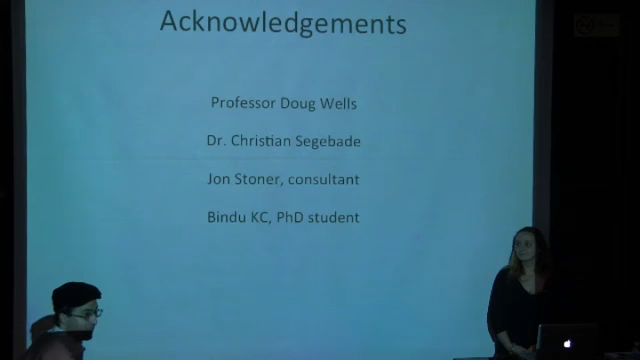 Acknowledgements
Professor Doug Wells
Dr. Christian Segebade
Jon Stoner, consultant
Bindu KC, PhD student